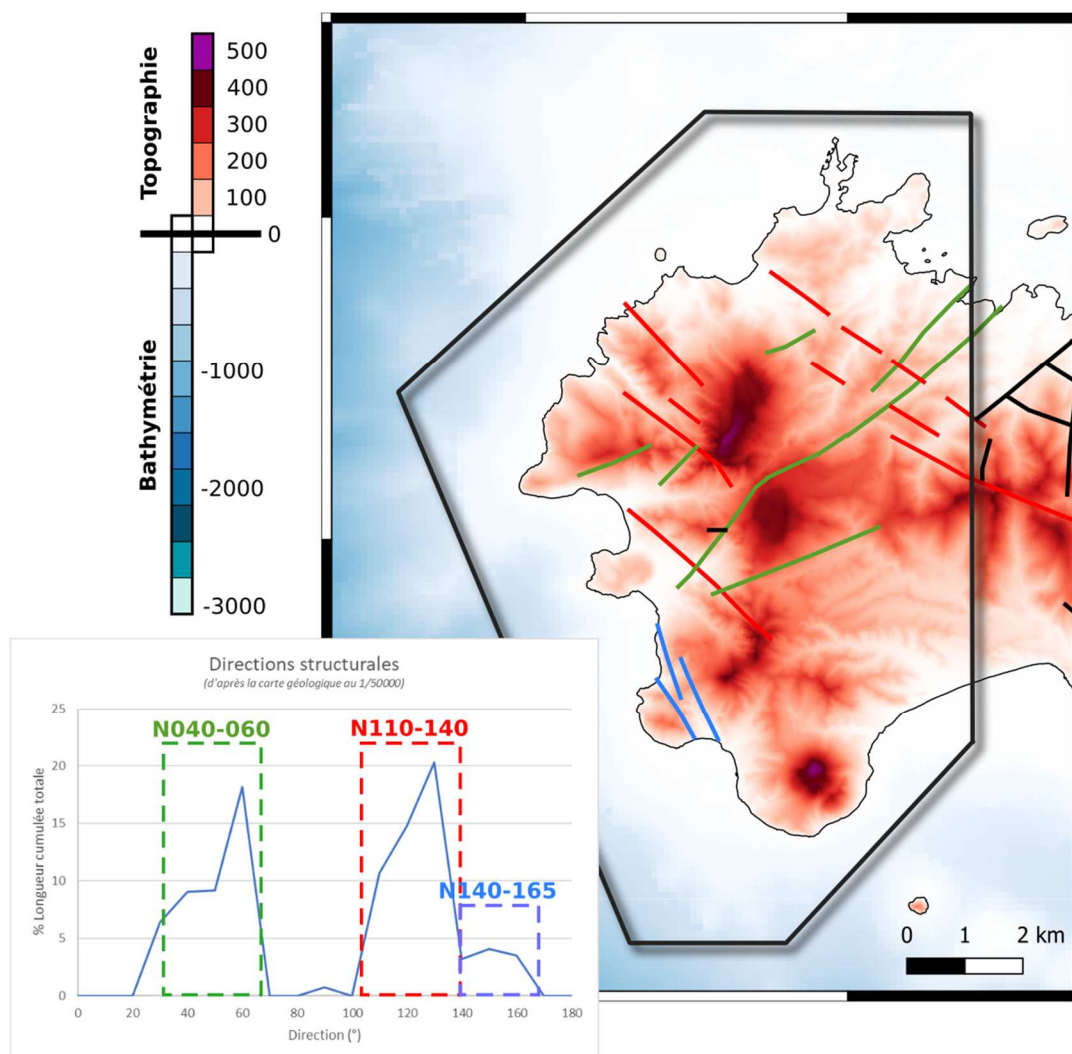 Topographie
500
400
300
200
100
0
Bathymétrie
-1000
-2000
-3000
Directions structurales
(d'après la carte géologique au 1/50000)
N040-060
N110-140
N140-165
% Longueur cumulée totale
25
20
15
10
5
0
0 20 40 60 80 100 120 140 160 180
Direction (°)
0 1 2 km